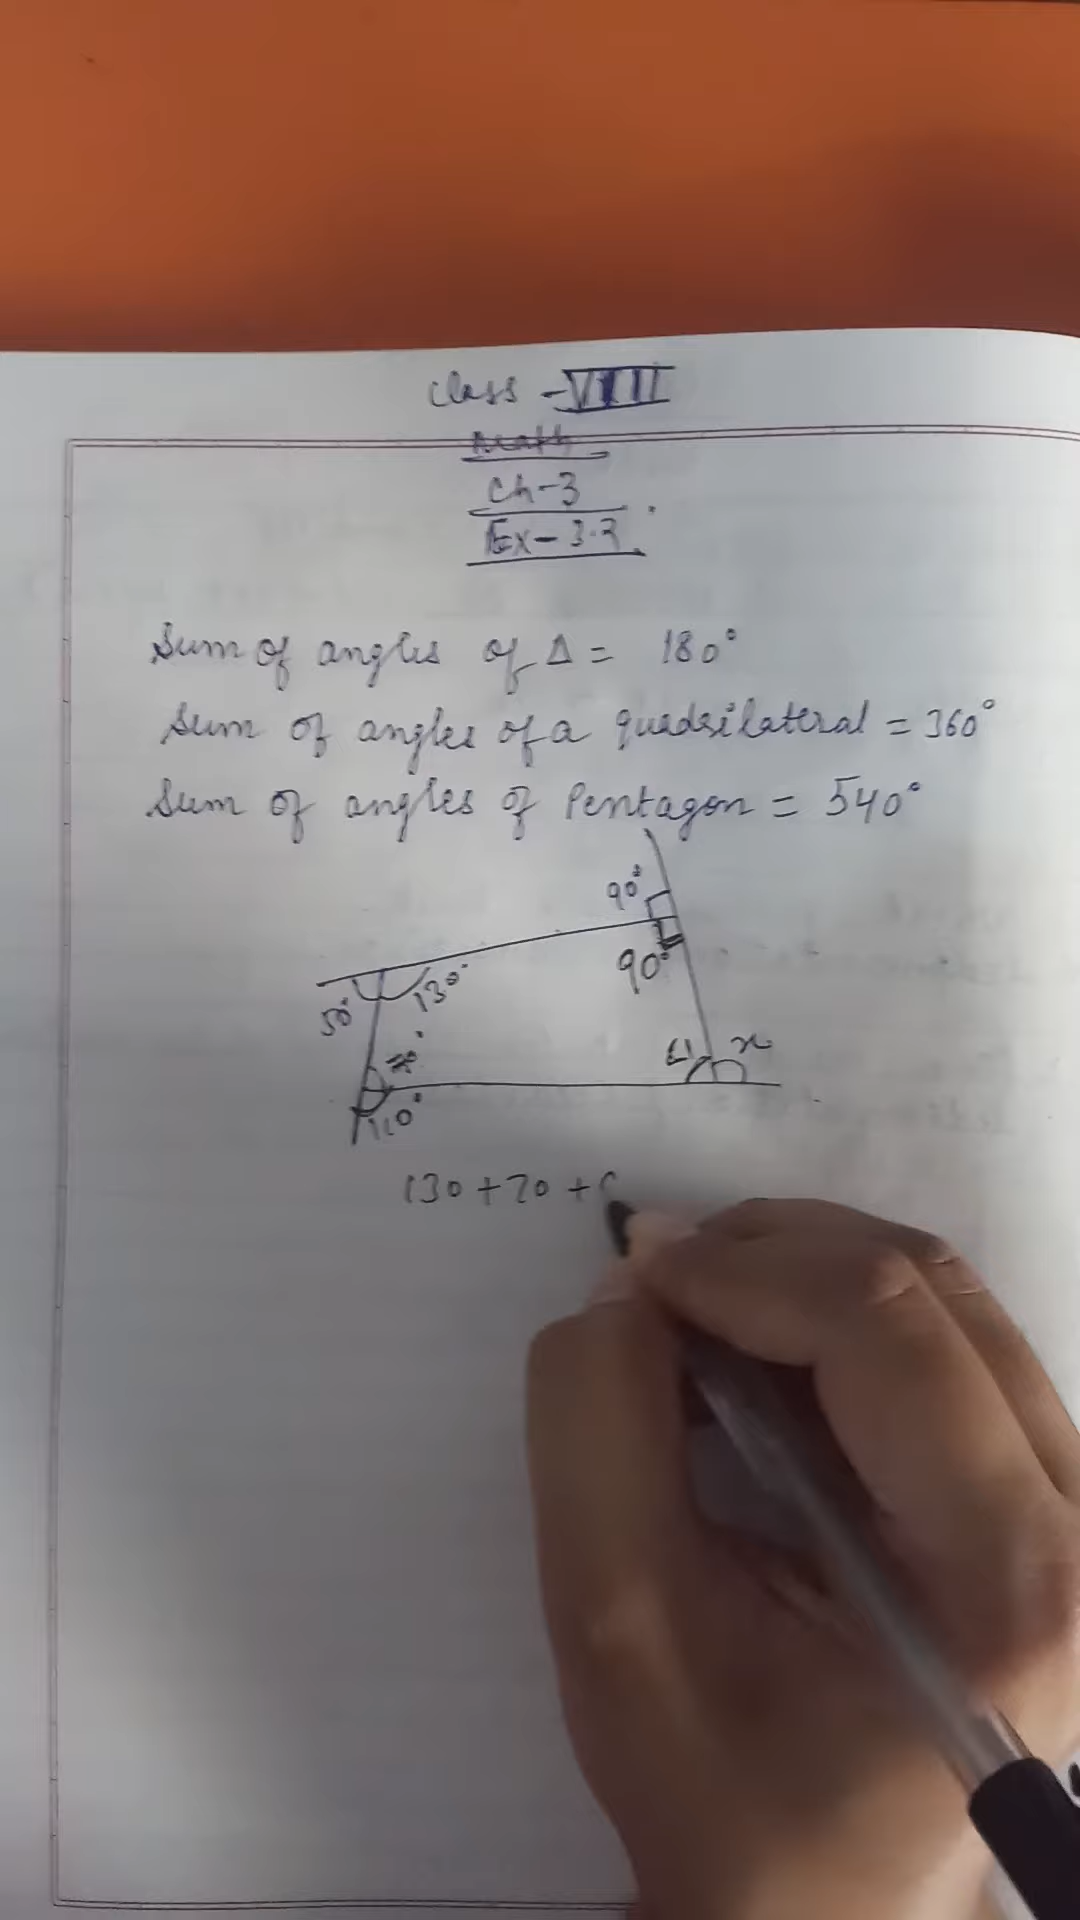 Class - VIII
Math
Ch-3
Ex- 3.2
Sum of angles of Δ = 180°
Sum of angles of a quadrilateral = 360°
Sum of angles of Pentagon = 540°
90°
90°
50° 130°
70° ∠1 x
110°
130 + 70 +